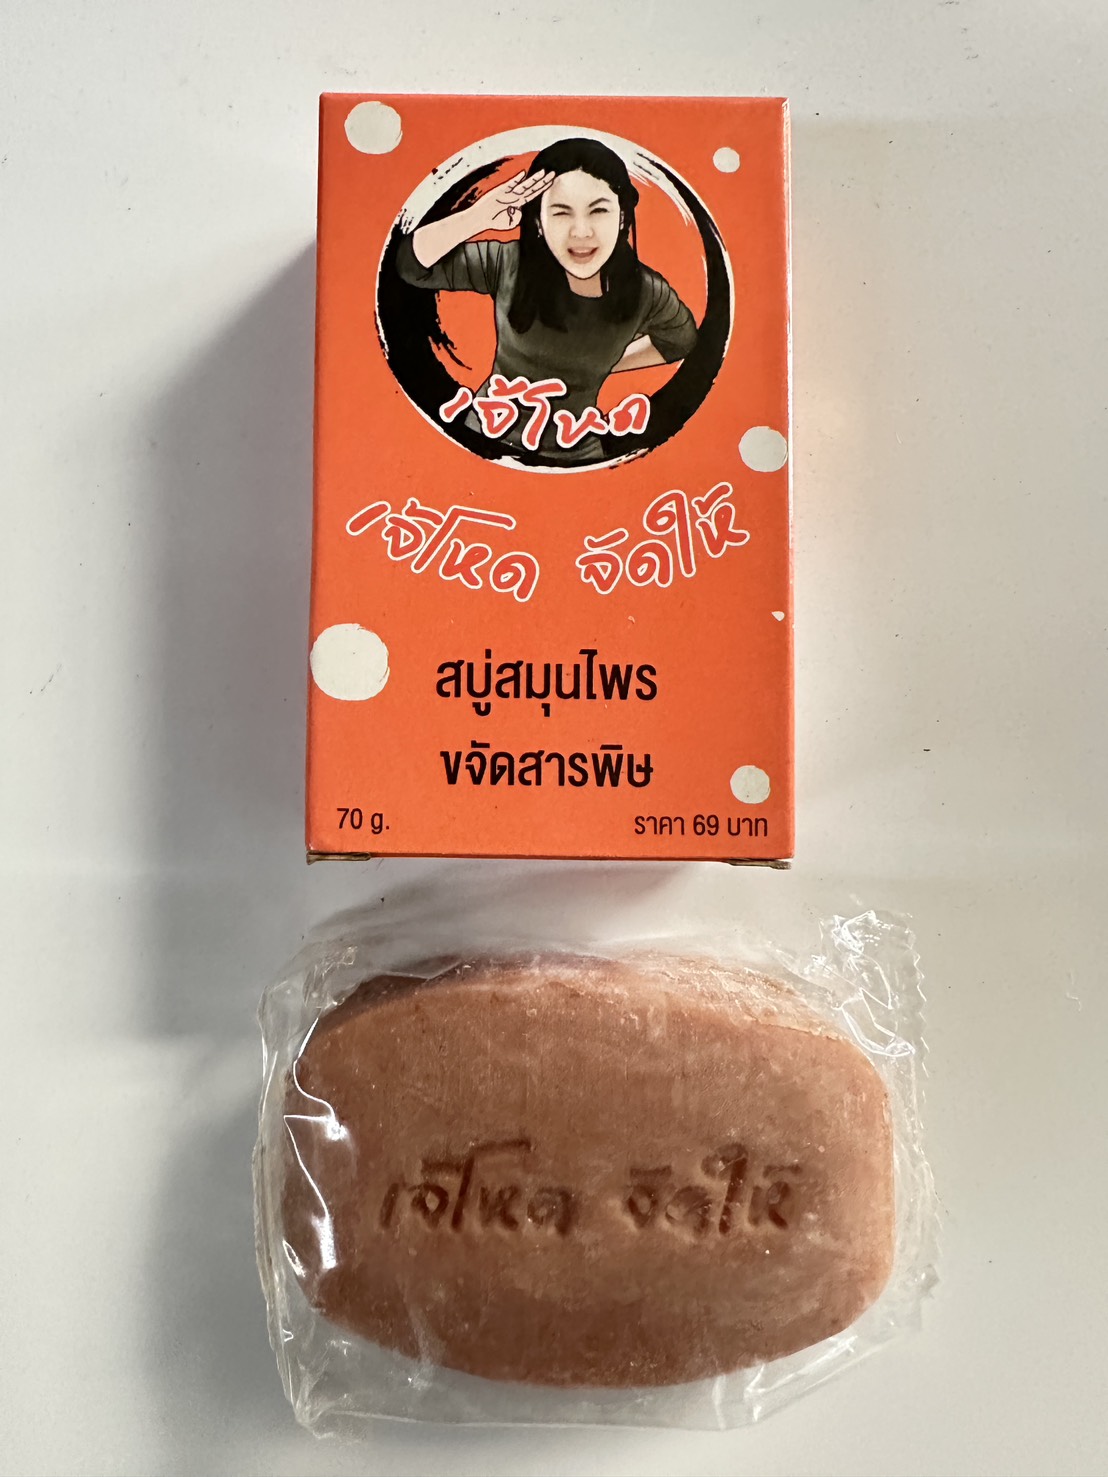 เจ้โหด
เจ้โหด จัดให้
สบู่สมุนไพร
ขจัดสารพิษ
70 g.
ราคา 69 บาท
เจ้โหด จัดให้